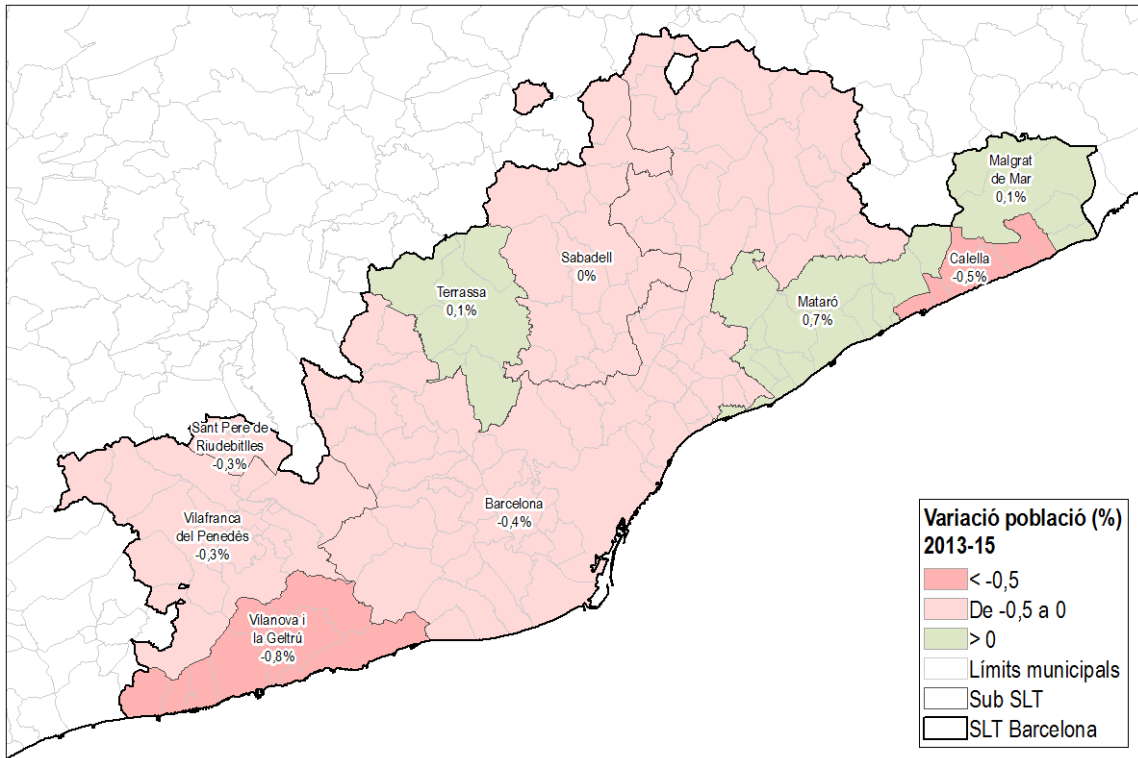 Malgrat
de Mar
0,1%
Sabadell
0%
Calella
-0,5%
Terrassa
0,1%
Mataró
0,7%
Sant Pere de
Riudebitlles
-0,3%
Barcelona
-0,4%
Vilafranca
del Penedès
-0,3%
Vilanova i
la Geltrú
-0,8%
Variació població (%)
2013-15
< -0,5
De -0,5 a 0
> 0
Límits municipals
Sub SLT
SLT Barcelona